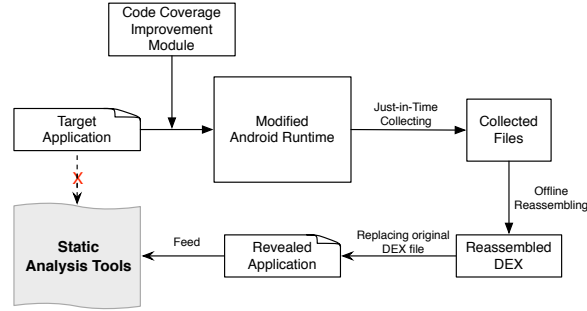 Code Coverage
Improvement
Module
Target
Application
Modified
Android Runtime
Just-in-Time
Collecting
Collected
Files
X
Offline
Reassembling
Static
Analysis Tools
Feed
Revealed
Application
Replacing original
DEX file
Reassembled
DEX